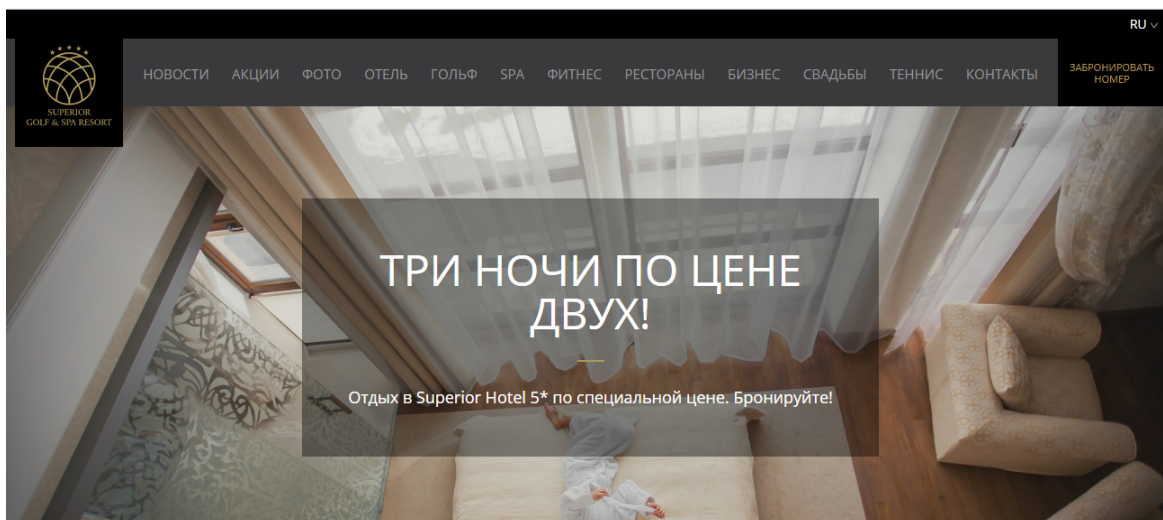 RU
SUPERIOR
GOLF & SPA RESORT
НОВОСТИ АКЦИИ ФОТО ОТЕЛЬ ГОЛЬФ SPA ФИТНЕС РЕСТОРАНЫ БИЗНЕС СВАДЬБЫ ТЕННИС КОНТАКТЫ
ЗАБРОНИРОВАТЬ
НОМЕР
ТРИ НОЧИ ПО ЦЕНЕ
ДВУХ!
Отдых в Superior Hotel 5* по специальной цене. Бронируйте!